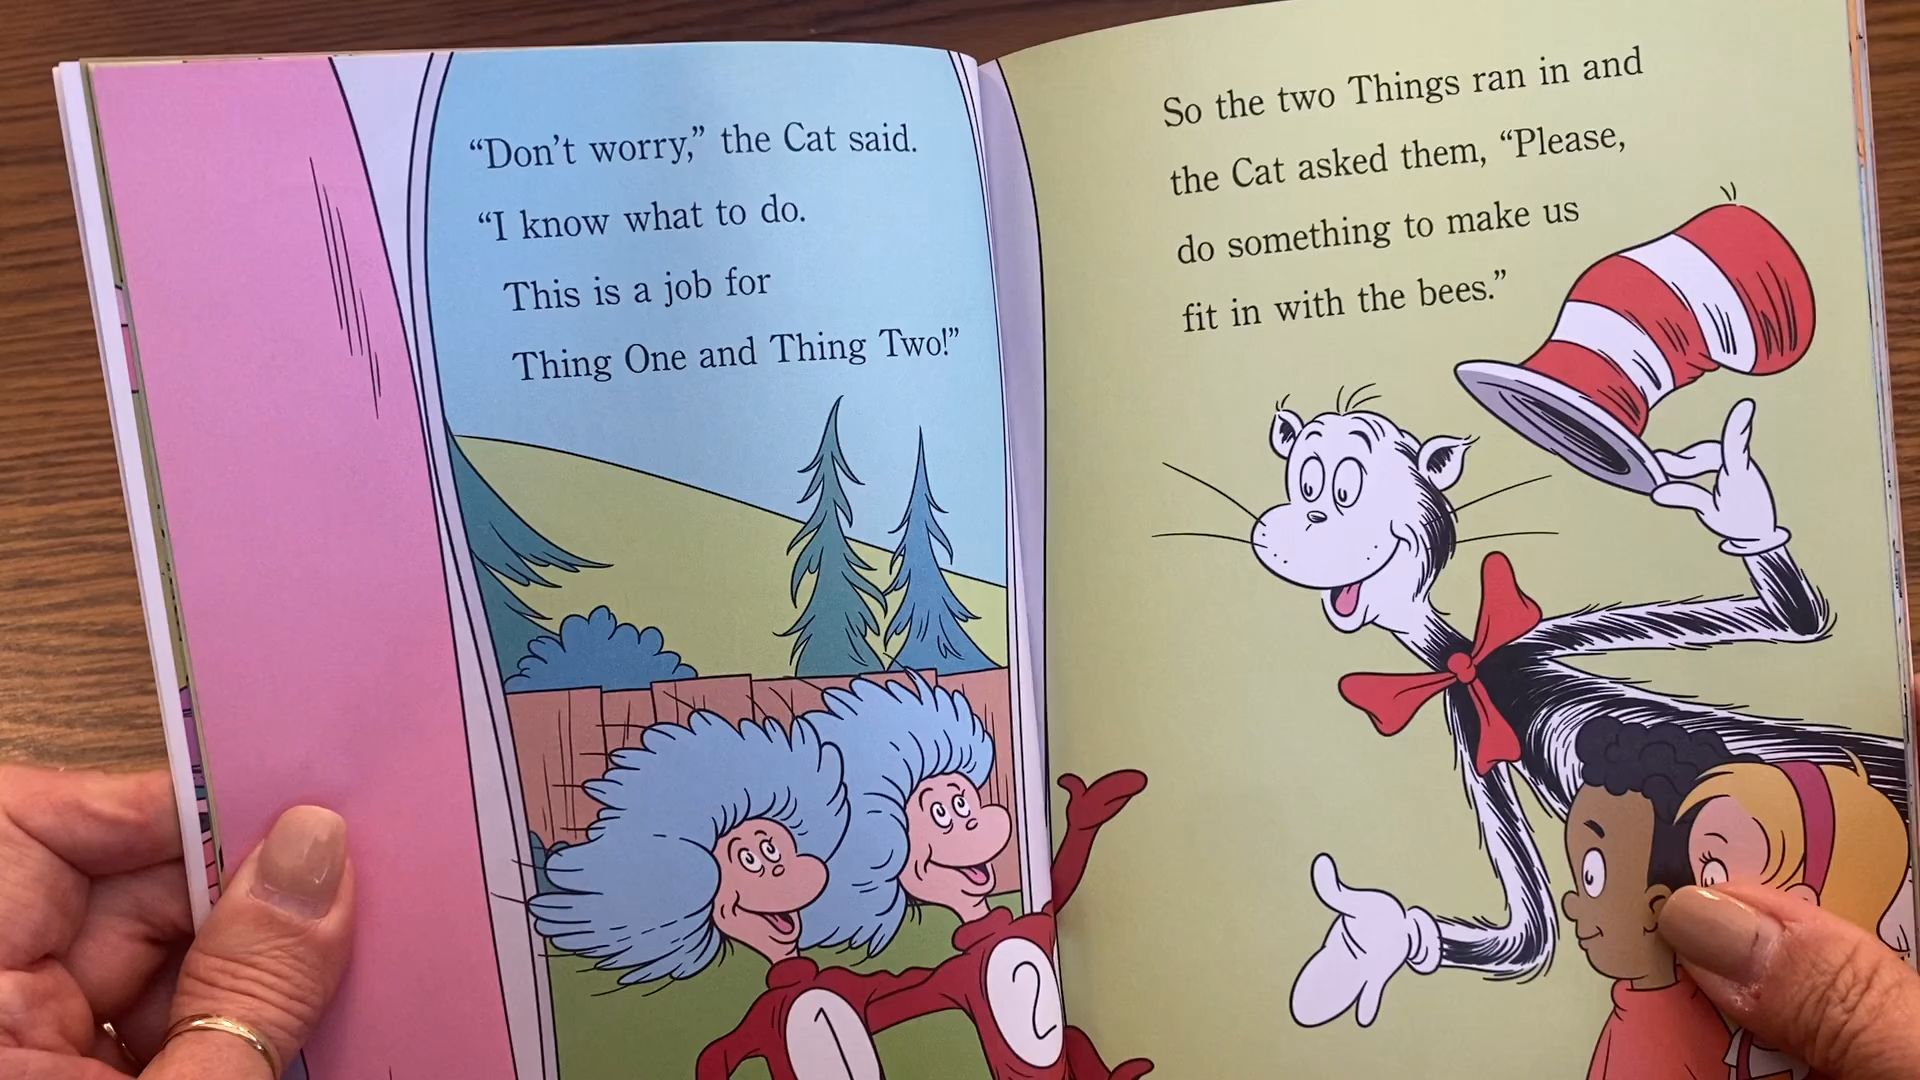 “Don’t worry,” the Cat said.
“I know what to do.
This is a job for
Thing One and Thing Two!”
So the two Things ran in and
the Cat asked them, “Please,
do something to make us
fit in with the bees.”
1
2